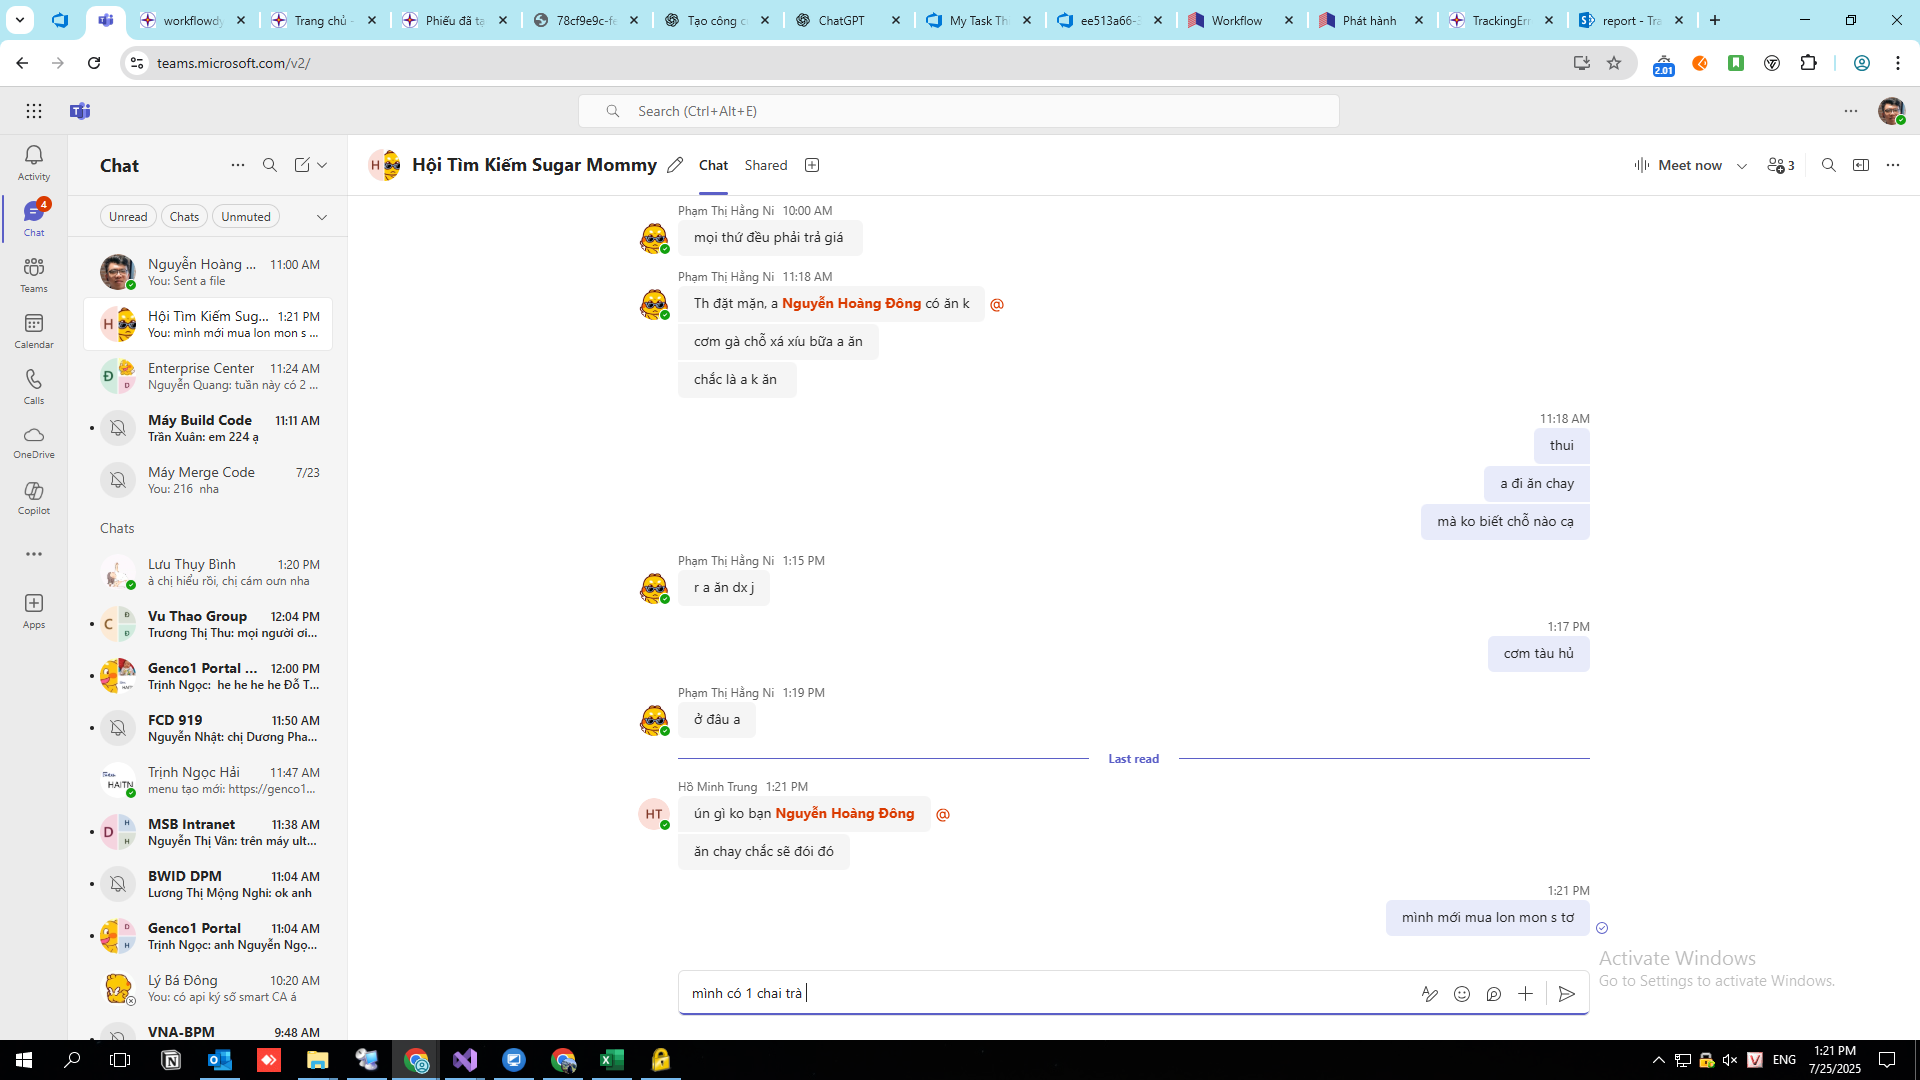 workflowdy
Trang chủ -
Phiếu đã tạ
78cf9e9c-fe
Tạo công c
ChatGPT
My Task Thi
ee513a66-3
Workflow
Phát hành
TrackingErr
report - Tra
teams.microsoft.com/v2/
2.01
Search (Ctrl+Alt+E)
Activity
4
Chat
Teams
Calendar
Calls
OneDrive
Copilot
Apps
Chat
Unread
Chats
Unmuted
Nguyễn Hoàng ... 11:00 AM
You: Sent a file
H
Hội Tìm Kiếm Sug... 1:21 PM
You: mình mới mua lon mon s ...
Đ
D
Enterprise Center 11:24 AM
Nguyễn Quang: tuần này có 2 ...
Máy Build Code 11:11 AM
Trần Xuân: em 224 ạ
Máy Merge Code 7/23
You: 216 nha
Chats
Lưu Thụy Bình 1:20 PM
à chị hiểu rồi, chị cám ơưn nha
C
Đ
Đ
Vu Thao Group 12:04 PM
Trương Thị Thu: mọi người ơi...
Genco1 Portal ... 12:00 PM
Trịnh Ngọc: he he he he Đỗ T...
FCD 919 11:50 AM
Nguyễn Nhật: chị Dương Pha...
HAITN
Trịnh Ngọc Hải 11:47 AM
menu tạo mới: https://genco1...
D
H
H
MSB Intranet 11:38 AM
Nguyễn Thị Vân: trên máy ult...
BWID DPM 11:04 AM
Lương Thị Mộng Nghi: ok anh
D
H
Genco1 Portal 11:04 AM
Trịnh Ngọc: anh Nguyễn Ngọ...
Lý Bá Đông 10:20 AM
You: có api ký số smart CA á
VNA-BPM 9:48 AM
H
Hội Tìm Kiếm Sugar Mommy
Chat
Shared
Meet now
3
Phạm Thị Hằng Ni 10:00 AM
mọi thứ đều phải trả giá
Phạm Thị Hằng Ni 11:18 AM
Th đặt mặn, a Nguyễn Hoàng Đông có ăn k
@
cơm gà chỗ xá xíu bữa a ăn
chắc là a k ăn
11:18 AM
thui
a đi ăn chay
mà ko biết chỗ nào cạ
Phạm Thị Hằng Ni 1:15 PM
r a ăn dx j
1:17 PM
cơm tàu hủ
Phạm Thị Hằng Ni 1:19 PM
ở đâu a
Last read
Hồ Minh Trung 1:21 PM
HT
ún gì ko bạn Nguyễn Hoàng Đông
@
ăn chay chắc sẽ đói đó
1:21 PM
mình mới mua lon mon s tơ
mình có 1 chai trà
Activate Windows
Go to Settings to activate Windows.
V
ENG
1:21 PM
7/25/2025